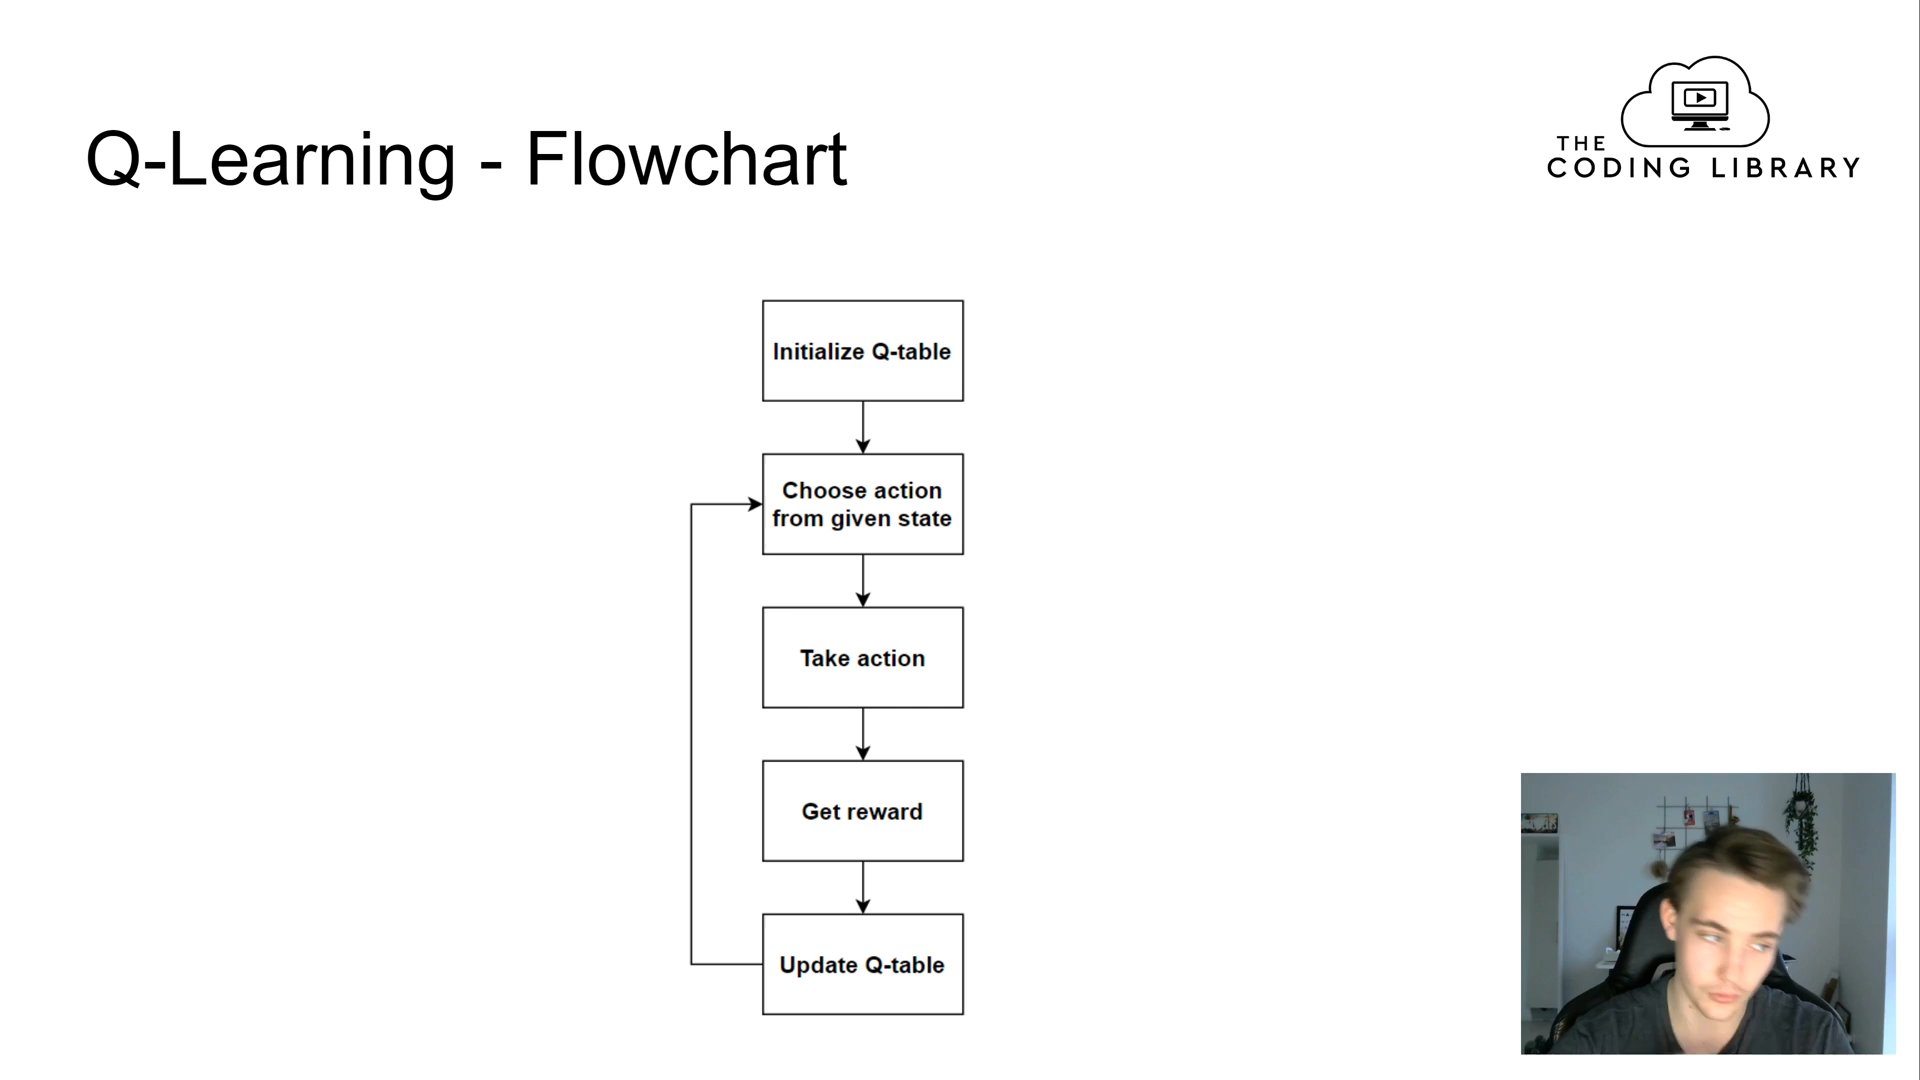 Q-Learning - Flowchart
THE
CODING LIBRARY
Initialize Q-table
Choose action
from given state
Take action
Get reward
Update Q-table